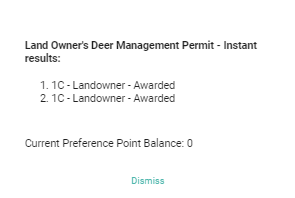 Land Owner's Deer Management Permit - Instant
results:
1. 1C - Landowner - Awarded
2. 1C - Landowner - Awarded
Current Preference Point Balance: 0
Dismiss